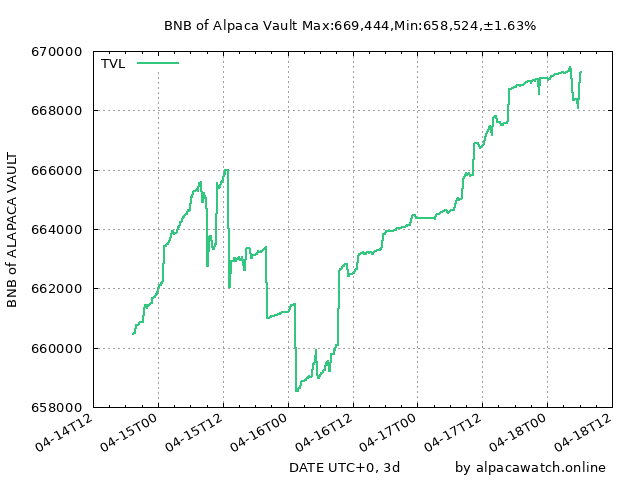 BNB of Alpaca Vault Max:669,444,Min:658,524,±1.63%
TVL
BNB of ALAPACA VAULT
670000
668000
666000
664000
662000
660000
658000
04-14T12
04-15T00
04-15T12
04-16T00
04-16T12
04-17T00
04-17T12
04-18T00
04-18T12
DATE UTC+0, 3d
by alpacawatch.online